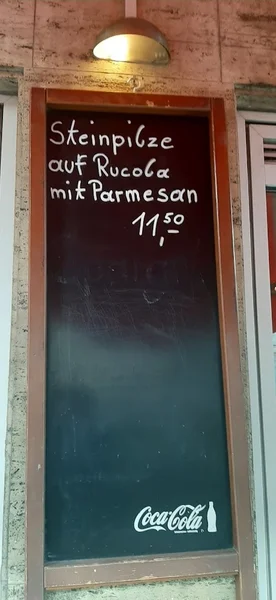 Steinpilze
auf Rucola
mit Parmesan
11,50
Coca-Cola